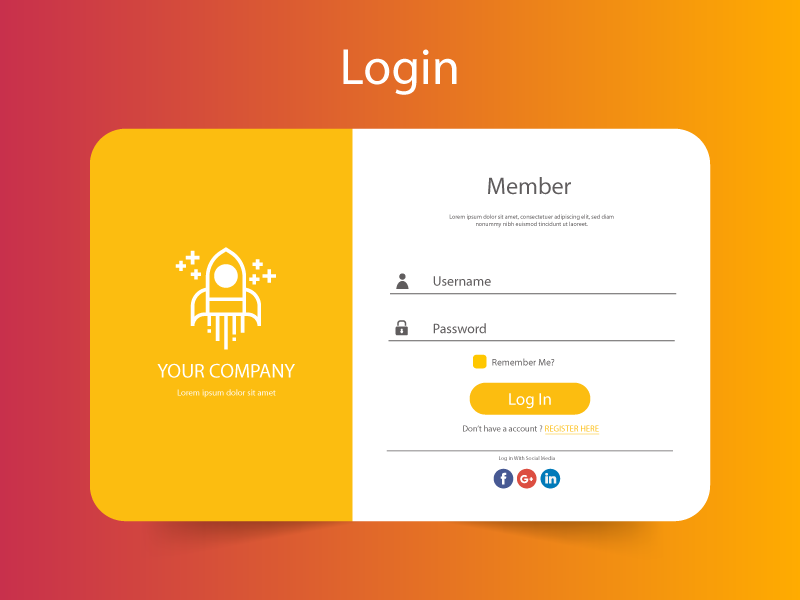 Login
YOUR COMPANY
Lorem ipsum dolor sit amet
Member
Lorem ipsum dolor sit amet, consectetuer adipiscing elit, sed diam
nonummy nibh euismod tincidunt ut laoreet.
Username
Password
Remember Me?
Log In
Don't have a account ? REGISTER HERE
Log in With Social Media
f G+ in